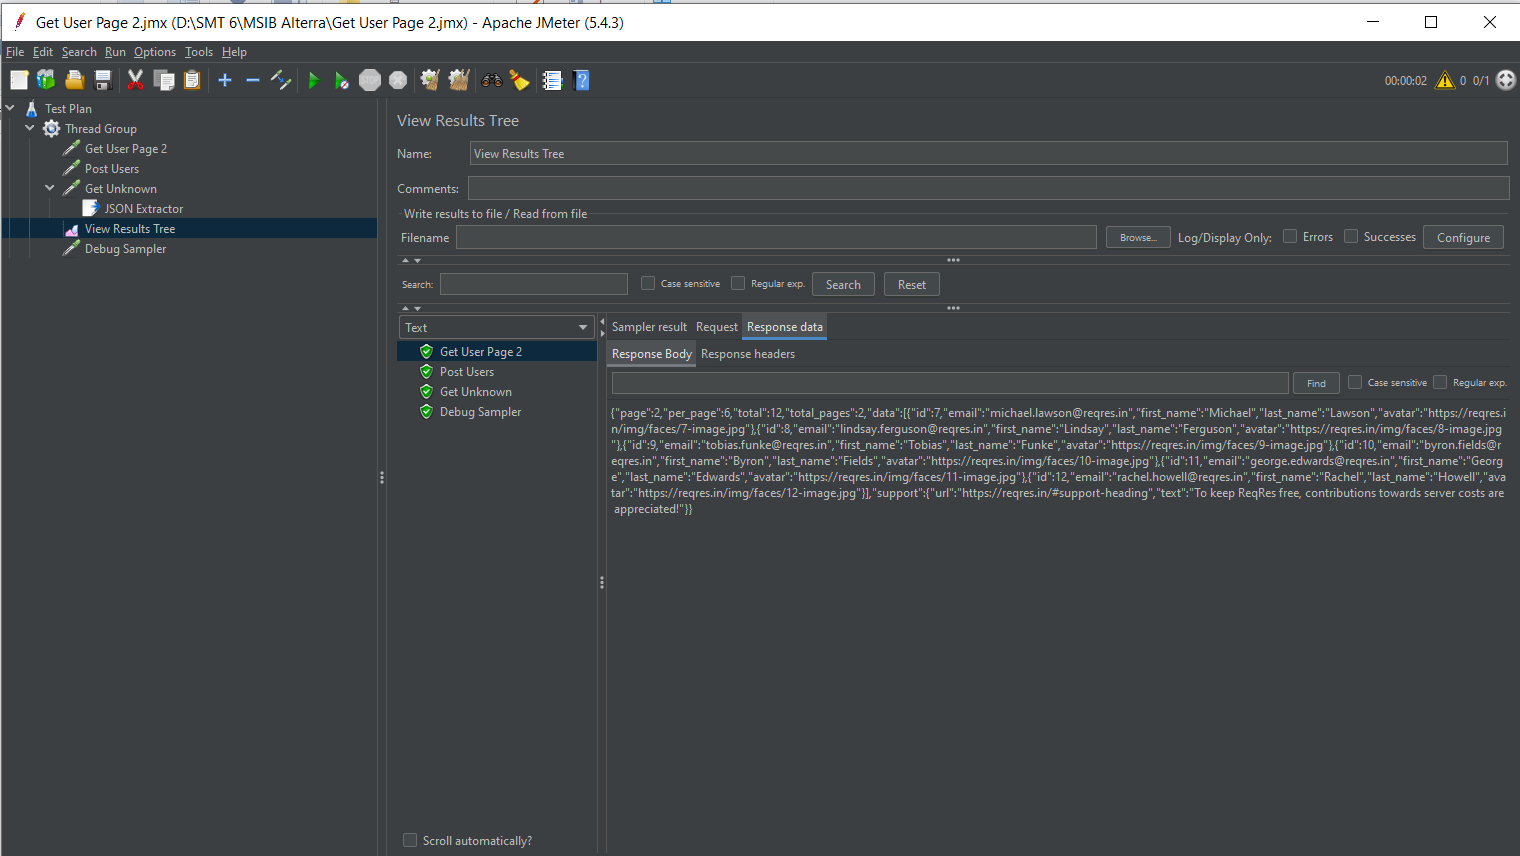 Get User Page 2.jmx (D:\SMT 6\MSIB Alterra\Get User Page 2.jmx) - Apache JMeter (5.4.3)
File Edit Search Run Options Tools Help
STOP
00:00:02 0 0/1
Test Plan
Thread Group
Get User Page 2
Post Users
Get Unknown
JSON Extractor
View Results Tree
Debug Sampler
View Results Tree
Name: View Results Tree
Comments:
Write results to file / Read from file
Filename Browse... Log/Display Only: Errors Successes Configure
Search: Case sensitive Regular exp. Search Reset
Text
Get User Page 2
Post Users
Get Unknown
Debug Sampler
Scroll automatically?
Sampler result Request Response data
Response Body Response headers
Find Case sensitive Regular exp.
{"page":2,"per_page":6,"total":12,"total_pages":2,"data":[{"id":7,"email":"michael.lawson@reqres.in","first_name":"Michael","last_name":"Lawson","avatar":"https://reqres.i
n/img/faces/7-image.jpg"},{"id":8,"email":"lindsay.ferguson@reqres.in","first_name":"Lindsay","last_name":"Ferguson","avatar":"https://reqres.in/img/faces/8-image.jpg
"},{"id":9,"email":"tobias.funke@reqres.in","first_name":"Tobias","last_name":"Funke","avatar":"https://reqres.in/img/faces/9-image.jpg"},{"id":10,"email":"byron.fields@
reqres.in","first_name":"Byron","last_name":"Fields","avatar":"https://reqres.in/img/faces/10-image.jpg"},{"id":11,"email":"george.edwards@reqres.in","first_name":"Geor
ge","last_name":"Edwards","avatar":"https://reqres.in/img/faces/11-image.jpg"},{"id":12,"email":"rachel.howell@reqres.in","first_name":"Rachel","last_name":"Howell","ava
tar":"https://reqres.in/img/faces/12-image.jpg"}],"support":{"url":"https://reqres.in/#support-heading","text":"To keep ReqRes free, contributions towards server costs are
appreciated!"}}